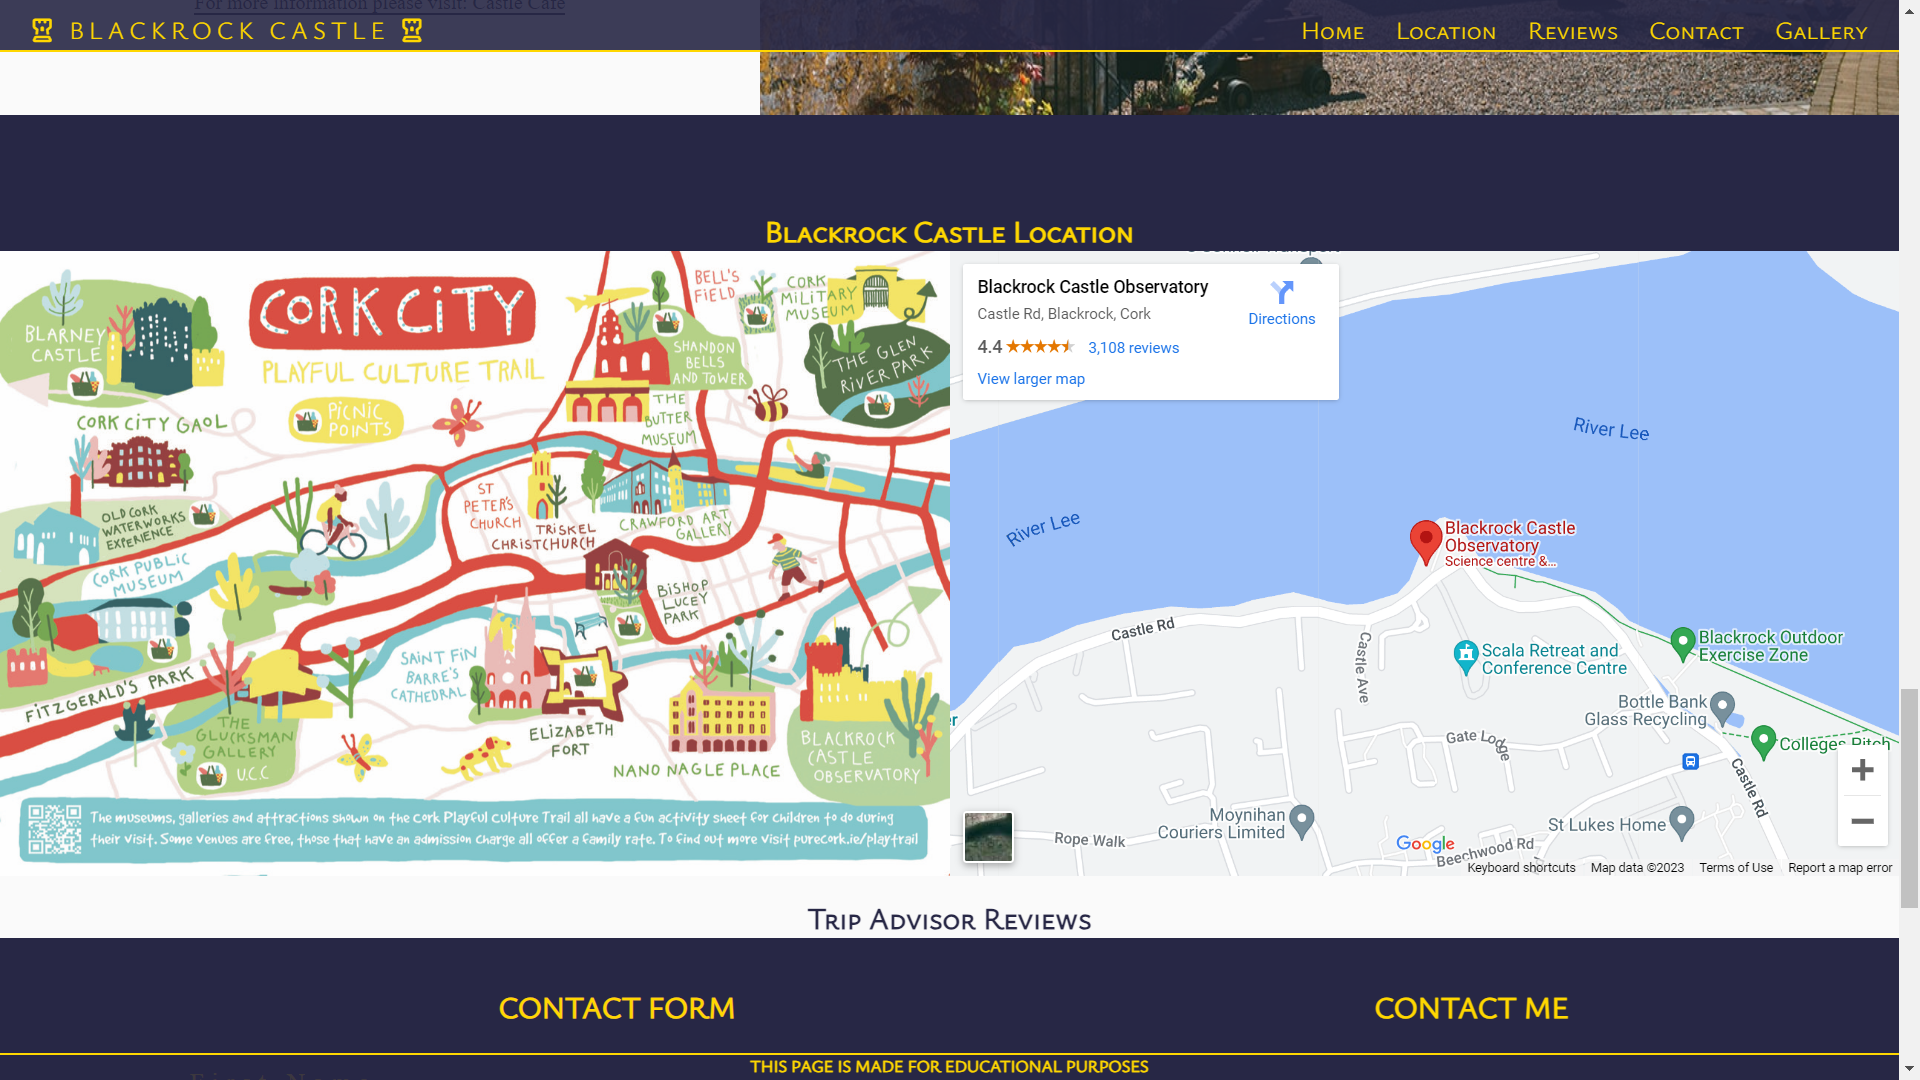 For more information please visit: Castle Cafe
BLACKROCK CASTLE
Home Location Reviews Contact Gallery
Blackrock Castle Location
BLARNEY
CASTLE
CORK CITY
PLAYFUL CULTURE TRAIL
PICNIC
POINTS
BELL'S
FIELD
CORK
MILITARY
MUSEUM
SHANDON
BELLS
AND TOWER
THE GLEN
RIVER PARK
THE
BUTTER
MUSEUM
CORK CITY GAOL
OLD CORK
WATERWORKS
EXPERIENCE
CORK PUBLIC
MUSEUM
ST
PETER'S
CHURCH
TRISKEL
CHRISTCHURCH
CRAWFORD ART
GALLERY
BISHOP
LUCEY
PARK
FITZGERALD'S PARK
SAINT FIN
BARRE'S
CATHEDRAL
THE
GLUCKSMAN
GALLERY
U.C.C
ELIZABETH
FORT
NANO NAGLE PLACE
BLACKROCK
CASTLE
OBSERVATORY
The museums, galleries and attractions shown on the Cork Playful Culture Trail all have a fun activity sheet for children to do during
their visit. Some venues are free, those that have an admission charge all offer a family rate. To find out more visit purecork.ie/playtrail
Blackrock Castle Observatory
Castle Rd, Blackrock, Cork
Directions
4.4 3,108 reviews
View larger map
River Lee
River Lee
Blackrock Castle
Observatory
Science centre &...
Castle Rd
Castle Ave
Scala Retreat and
Conference Centre
Blackrock Outdoor
Exercise Zone
Bottle Bank
Glass Recycling
Gate Lodge
Colleges Pitch
Castle Rd
Moynihan
Couriers Limited
St Lukes Home
Rope Walk
Beechwood Rd
Google
Keyboard shortcuts Map data ©2023 Terms of Use Report a map error
Trip Advisor Reviews
CONTACT FORM
CONTACT ME
THIS PAGE IS MADE FOR EDUCATIONAL PURPOSES